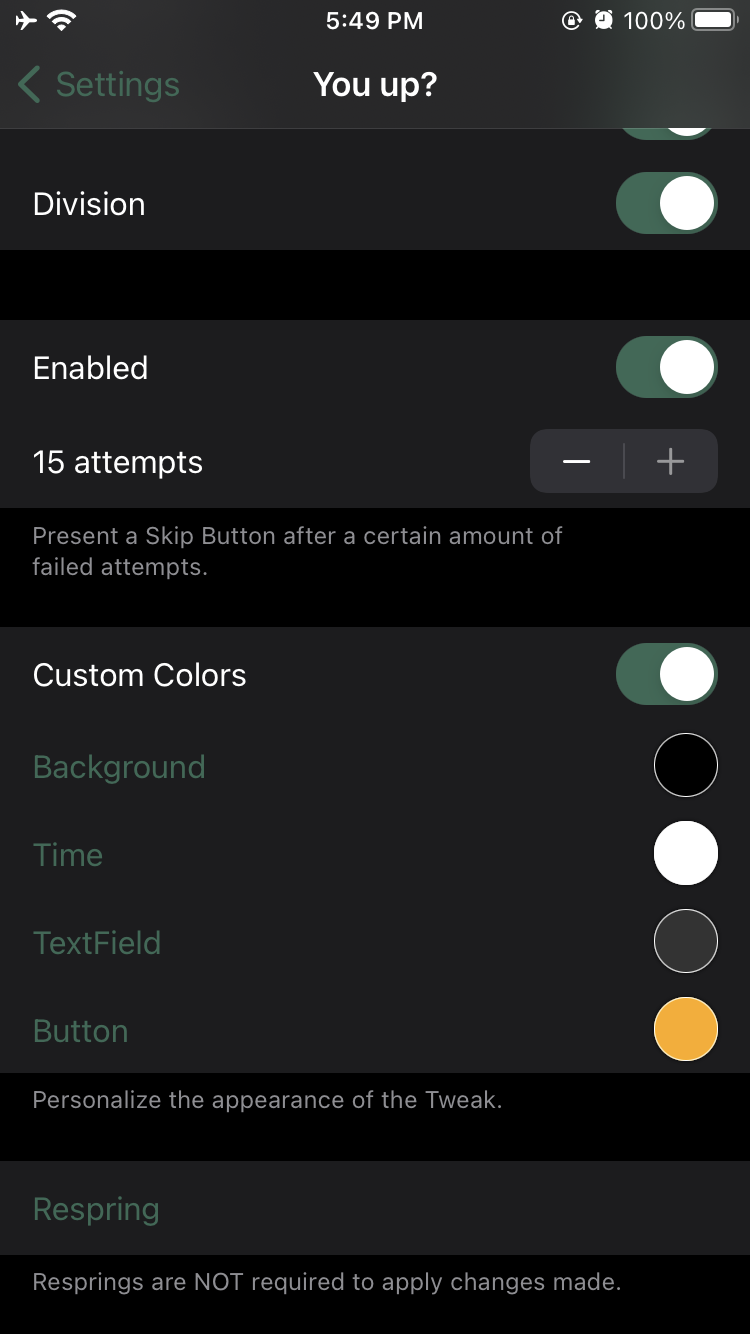 5:49 PM
100%
Settings
You up?
Division
Enabled
15 attempts
Present a Skip Button after a certain amount of
failed attempts.
Custom Colors
Background
Time
TextField
Button
Personalize the appearance of the Tweak.
Respring
Resprings are NOT required to apply changes made.